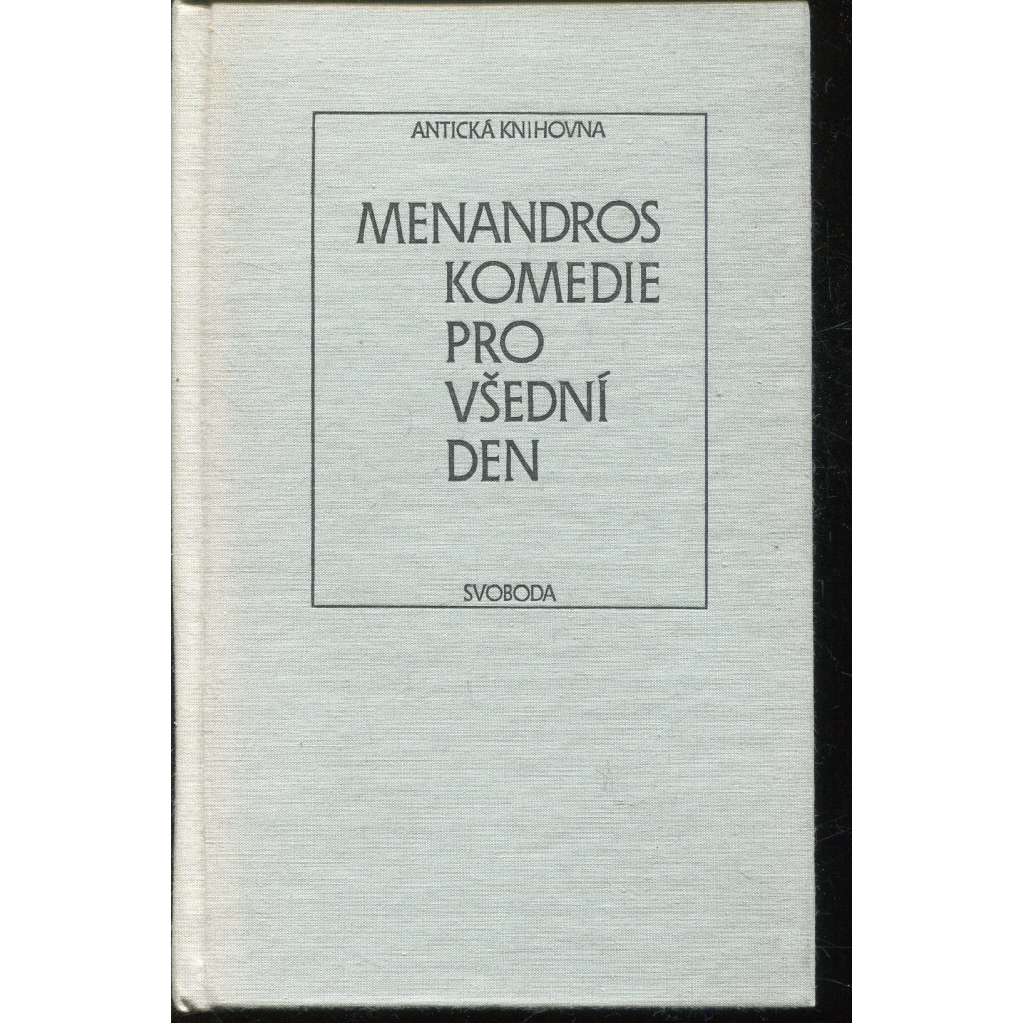 ANTICKÁ KNIHOVNA
MENANDROS
KOMEDIE
PRO
VŠEDNÍ
DEN
SVOBODA